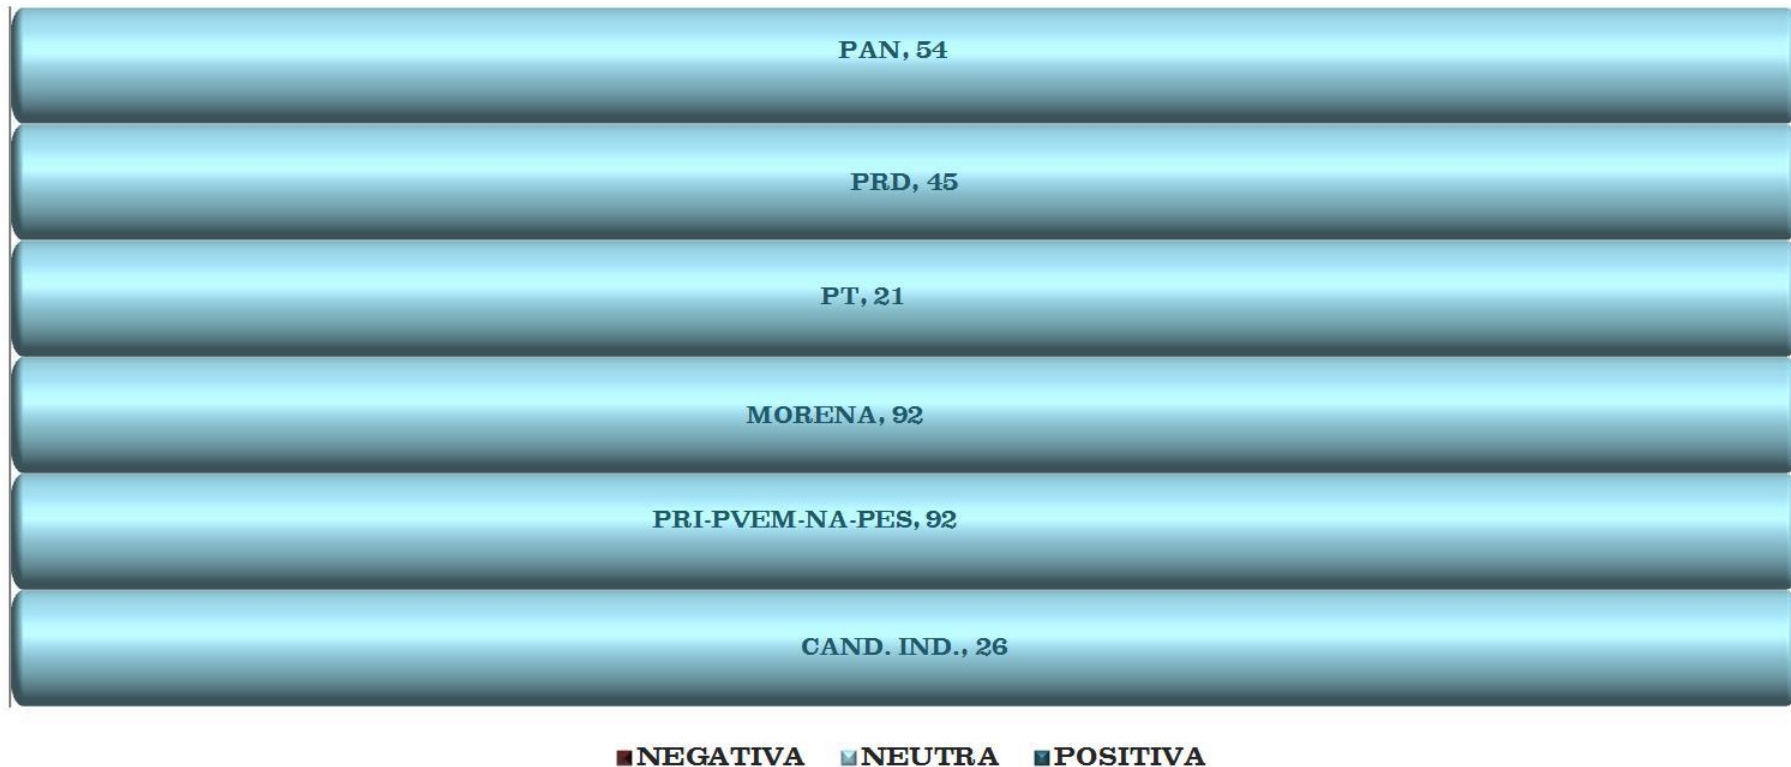 PAN, 54
PRD, 45
PT, 21
MORENA, 92
PRI-PVEM-NA-PES, 92
CAND. IND., 26
NEGATIVA NEUTRA POSITIVA